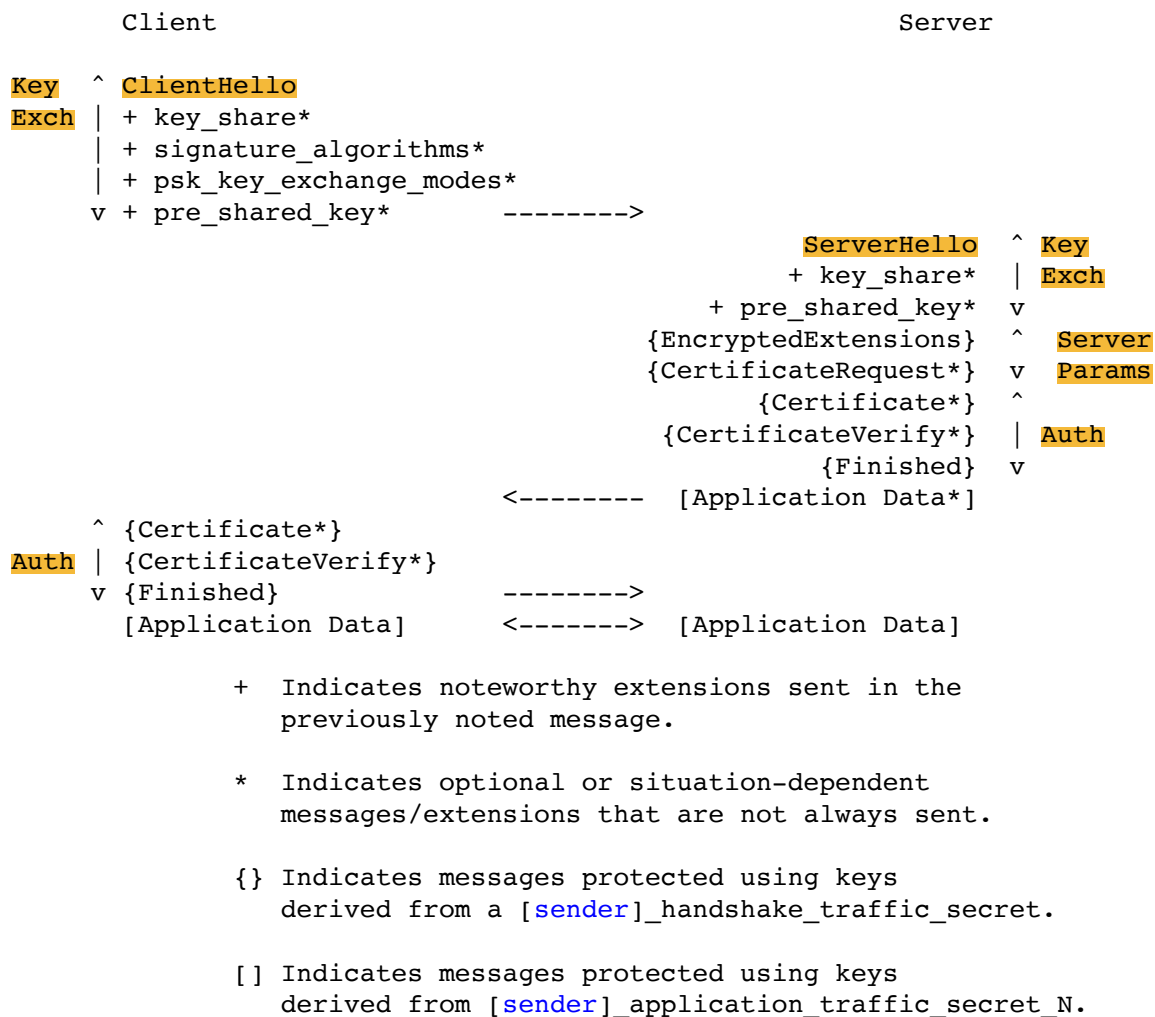 Client Server
Key ^ ClientHello
Exch | + key_share*
| + signature_algorithms*
| + psk_key_exchange_modes*
v + pre_shared_key* -------->
ServerHello ^ Key
+ key_share* | Exch
+ pre_shared_key* v
{EncryptedExtensions} ^ Server
{CertificateRequest*} v Params
{Certificate*} ^
{CertificateVerify*} | Auth
{Finished} v
<-------- [Application Data*]
^ {Certificate*}
Auth | {CertificateVerify*}
v {Finished} -------->
[Application Data] <-------> [Application Data]
+ Indicates noteworthy extensions sent in the
previously noted message.
* Indicates optional or situation-dependent
messages/extensions that are not always sent.
{} Indicates messages protected using keys
derived from a [sender]_handshake_traffic_secret.
[] Indicates messages protected using keys
derived from [sender]_application_traffic_secret_N.